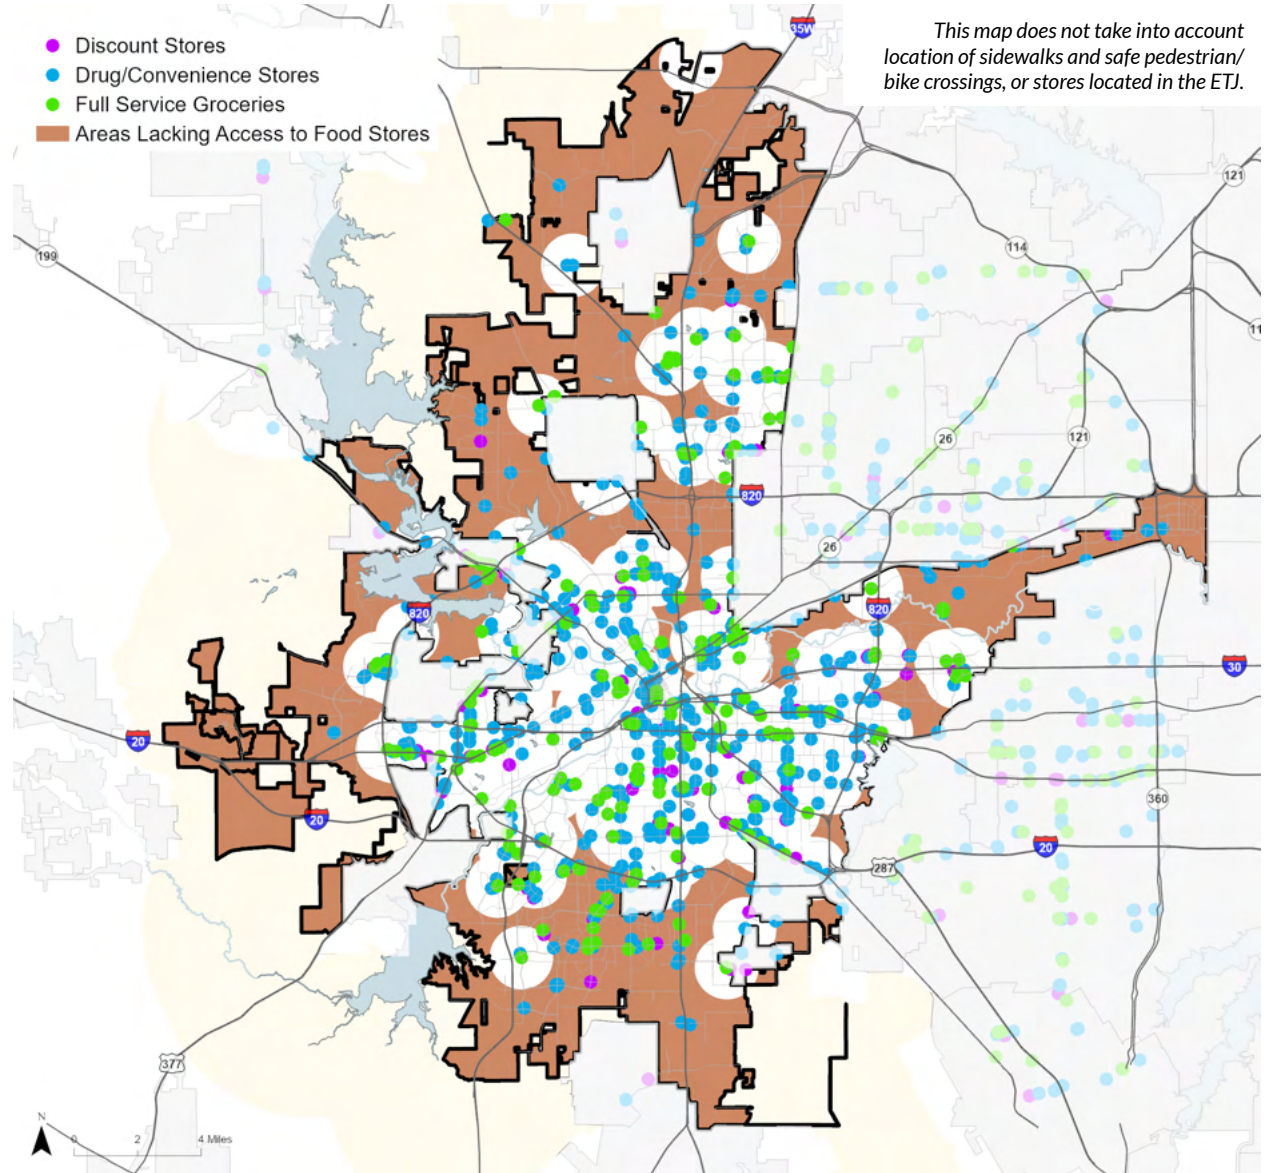 Discount Stores
Drug/Convenience Stores
Full Service Groceries
Areas Lacking Access to Food Stores
This map does not take into account
location of sidewalks and safe pedestrian/
bike crossings, or stores located in the ETJ.
35W
121
114
199
26
121
820
26
820
820
30
20
20
360
20
287
377
N
0 2 4 Miles